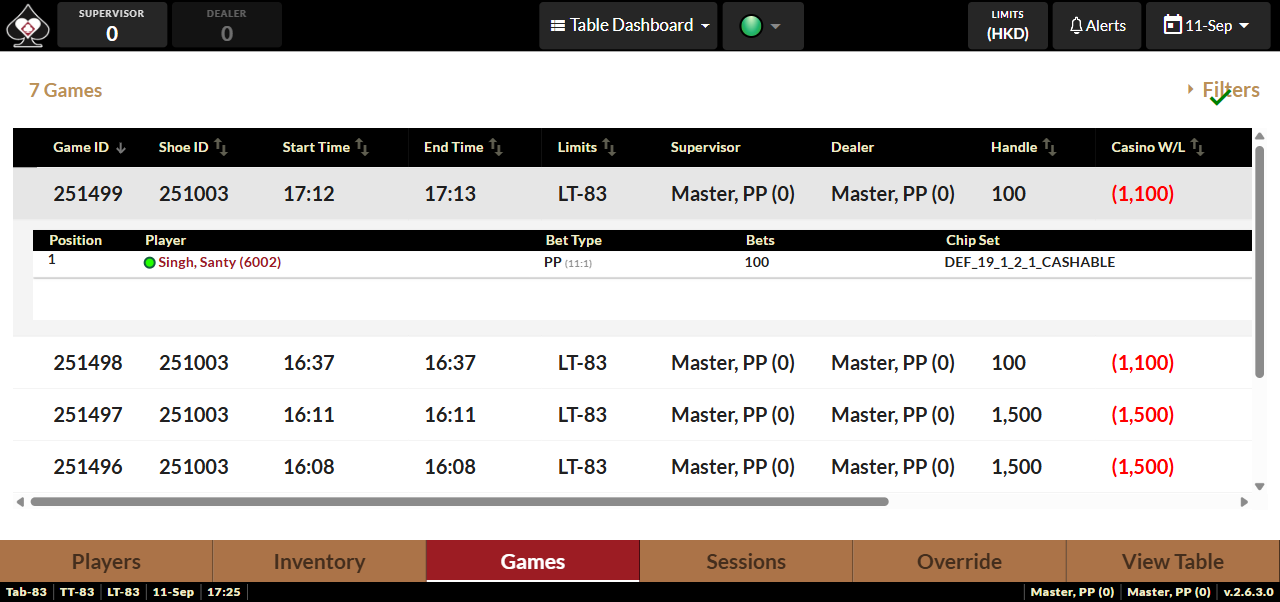 SUPERVISOR DEALER Table Dashboard LIMITS Alerts 11-Sep
0 0 (HKD)
7 Games Filters
Game ID Shoe ID Start Time End Time Limits Supervisor Dealer Handle Casino W/L
251499 251003 17:12 17:13 LT-83 Master, PP (0) Master, PP (0) 100 (1,100)
Position Player Bet Type Bets Chip Set
1 Singh, Santy (6002) PP (11:1) 100 DEF_19_1_2_1_CASHABLE
251498 251003 16:37 16:37 LT-83 Master, PP (0) Master, PP (0) 100 (1,100)
251497 251003 16:11 16:11 LT-83 Master, PP (0) Master, PP (0) 1,500 (1,500)
251496 251003 16:08 16:08 LT-83 Master, PP (0) Master, PP (0) 1,500 (1,500)
Players Inventory Games Sessions Override View Table
Tab-83 TT-83 LT-83 11-Sep 17:25 Master, PP (0) Master, PP (0) v.2.6.3.0